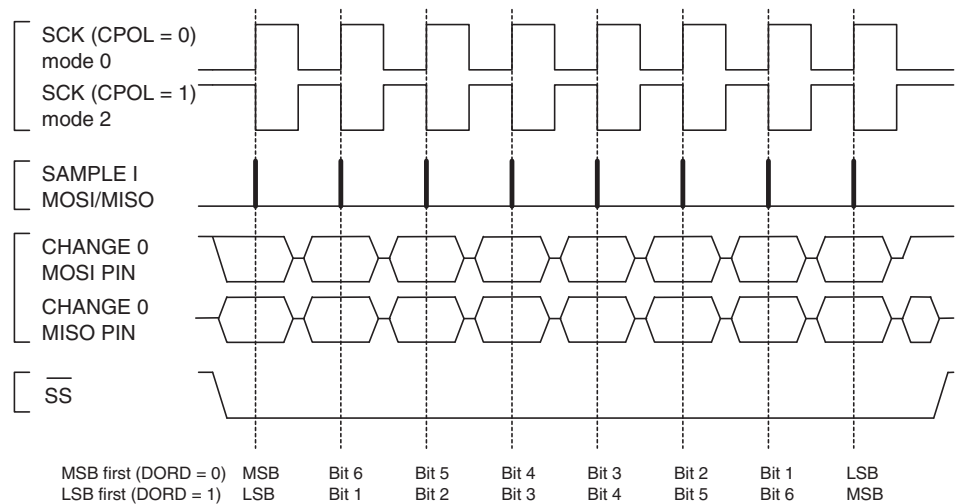 SCK (CPOL = 0)
mode 0
SCK (CPOL = 1)
mode 2
SAMPLE I
MOSI/MISO
CHANGE 0
MOSI PIN
CHANGE 0
MISO PIN
SS
MSB first (DORD = 0) MSB Bit 6 Bit 5 Bit 4 Bit 3 Bit 2 Bit 1 LSB
LSB first (DORD = 1) LSB Bit 1 Bit 2 Bit 3 Bit 4 Bit 5 Bit 6 MSB